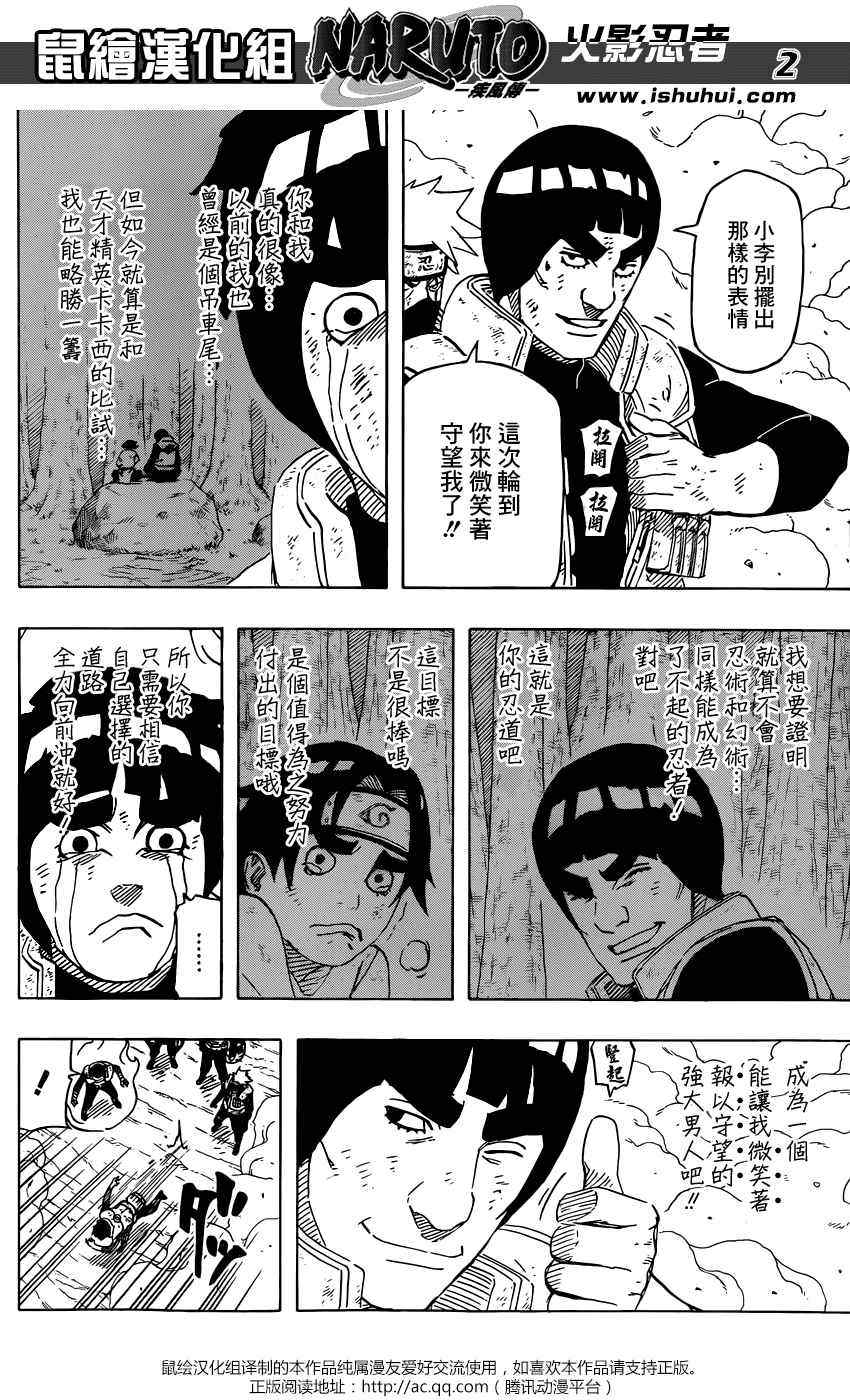 鼠繪漢化組
NARUTO
疾風傳
火影忍者
2
www.ishuhui.com
小李別擺出
那樣的表情
忍
拉開
拉開
這次輪到
你來微笑著
守望我了!!
你和我
真的很像…
以前的我也
曾經是個吊車尾…
但如今就算是和
天才精英卡卡西的比試…
我也能略勝一籌
我想要證明
就算不會
忍術和幻術…
同樣能成為
了不起的忍者!
對吧
這就是
你的忍道吧
這目標
不是很棒嗎
是個值得為之努力
付出的目標哦
所以你
只需要相信
自己選擇的
道路
全力向前沖就好!
……
豎起
成為一個
能讓我微笑著
報以守望的
強大男人吧!!
!
ダッ
鼠绘汉化组译制的本作品纯属漫友爱好交流使用，如喜欢本作品请支持正版。
正版阅读地址：http://ac.qq.com（腾讯动漫平台）